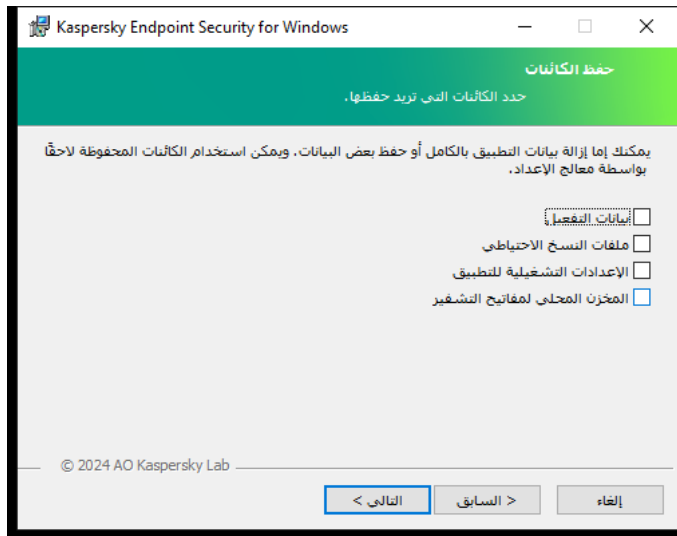 Kaspersky Endpoint Security for Windows
حفظ الكائنات
حدد الكائنات التي تريد حفظها.
يمكنك إما إزالة بيانات التطبيق بالكامل أو حفظ بعض البيانات. ويمكن استخدام الكائنات المحفوظة لاحقًا
بواسطة معالج الإعداد.
بيانات التفعيل
ملفات النسخ الاحتياطي
الإعدادات التشغيلية للتطبيق
المخزن المحلي لمفاتيح التشفير
© 2024 AO Kaspersky Lab
التالي >
< السابق
إلغاء